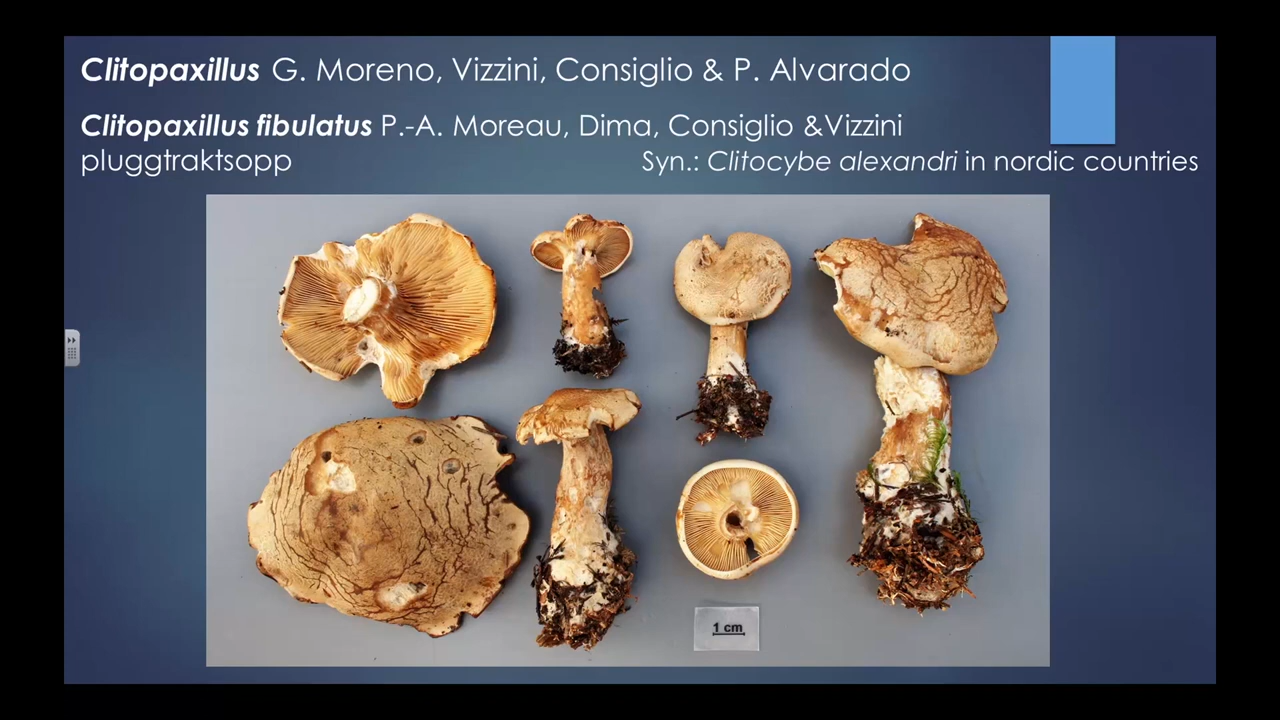 Clitopaxillus G. Moreno, Vizzini, Consiglio & P. Alvarado
Clitopaxillus fibulatus P.-A. Moreau, Dima, Consiglio &Vizzini
pluggtraktsopp Syn.: Clitocybe alexandri in nordic countries
1 cm